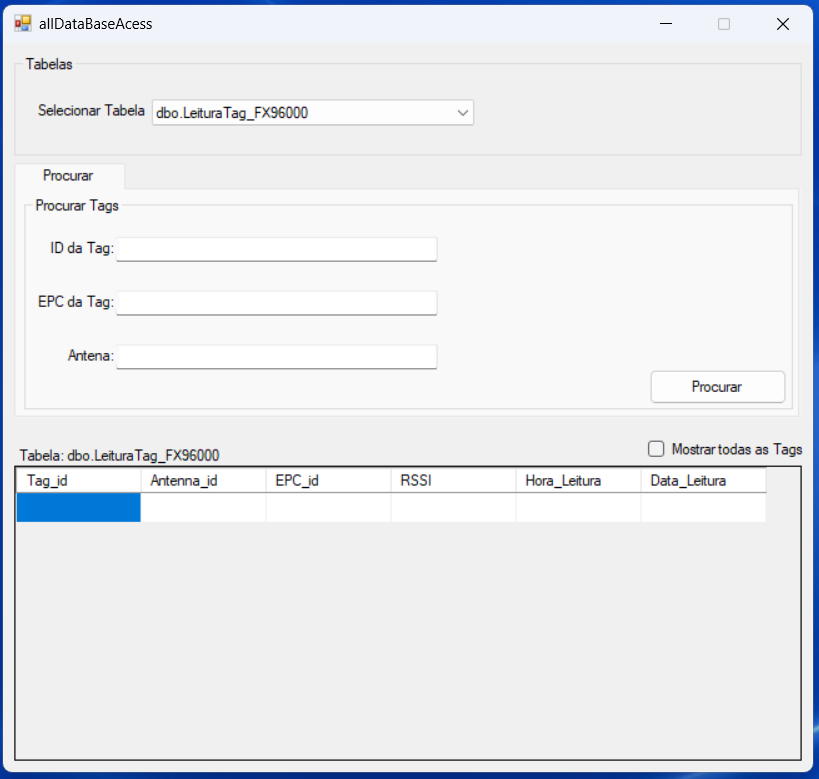 allDataBaseAcess
Tabelas
Selecionar Tabela dbo.LeituraTag_FX96000
Procurar
Procurar Tags
ID da Tag:
EPC da Tag:
Antena:
Procurar
Mostrar todas as Tags
Tabela: dbo.LeituraTag_FX96000
Tag_id Antenna_id EPC_id RSSI Hora_Leitura Data_Leitura